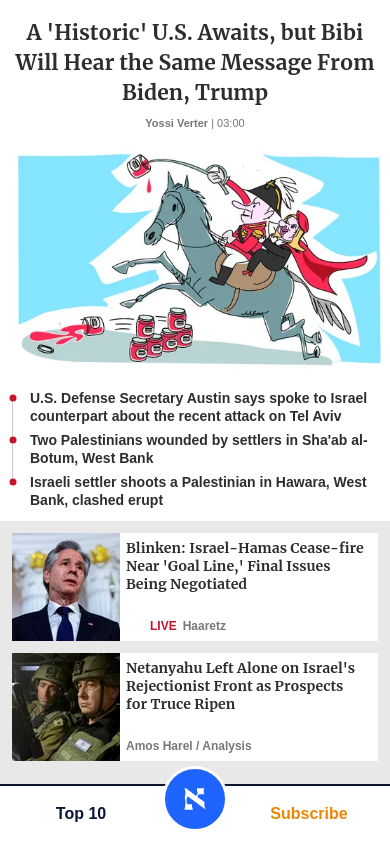 A 'Historic' U.S. Awaits, but Bibi
Will Hear the Same Message From
Biden, Trump
Yossi Verter | 03:00
U.S. Defense Secretary Austin says spoke to Israel
counterpart about the recent attack on Tel Aviv
Two Palestinians wounded by settlers in Sha'ab al-
Botum, West Bank
Israeli settler shoots a Palestinian in Hawara, West
Bank, clashed erupt
Blinken: Israel-Hamas Cease-fire
Near 'Goal Line,' Final Issues
Being Negotiated
LIVE Haaretz
Netanyahu Left Alone on Israel's
Rejectionist Front as Prospects
for Truce Ripen
Amos Harel / Analysis
Top 10
Subscribe